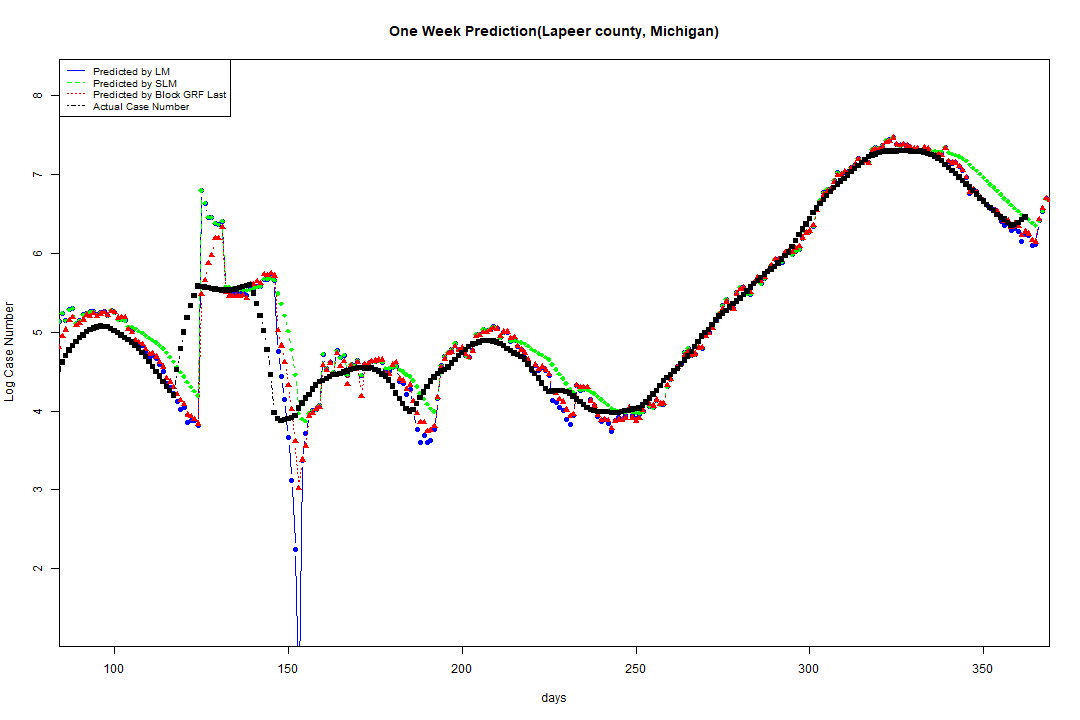 One Week Prediction(Lapeer county, Michigan)
Predicted by LM
Predicted by SLM
Predicted by Block GRF Last
Actual Case Number
Log Case Number
8
7
6
5
4
3
2
100 150 200 250 300 350
days